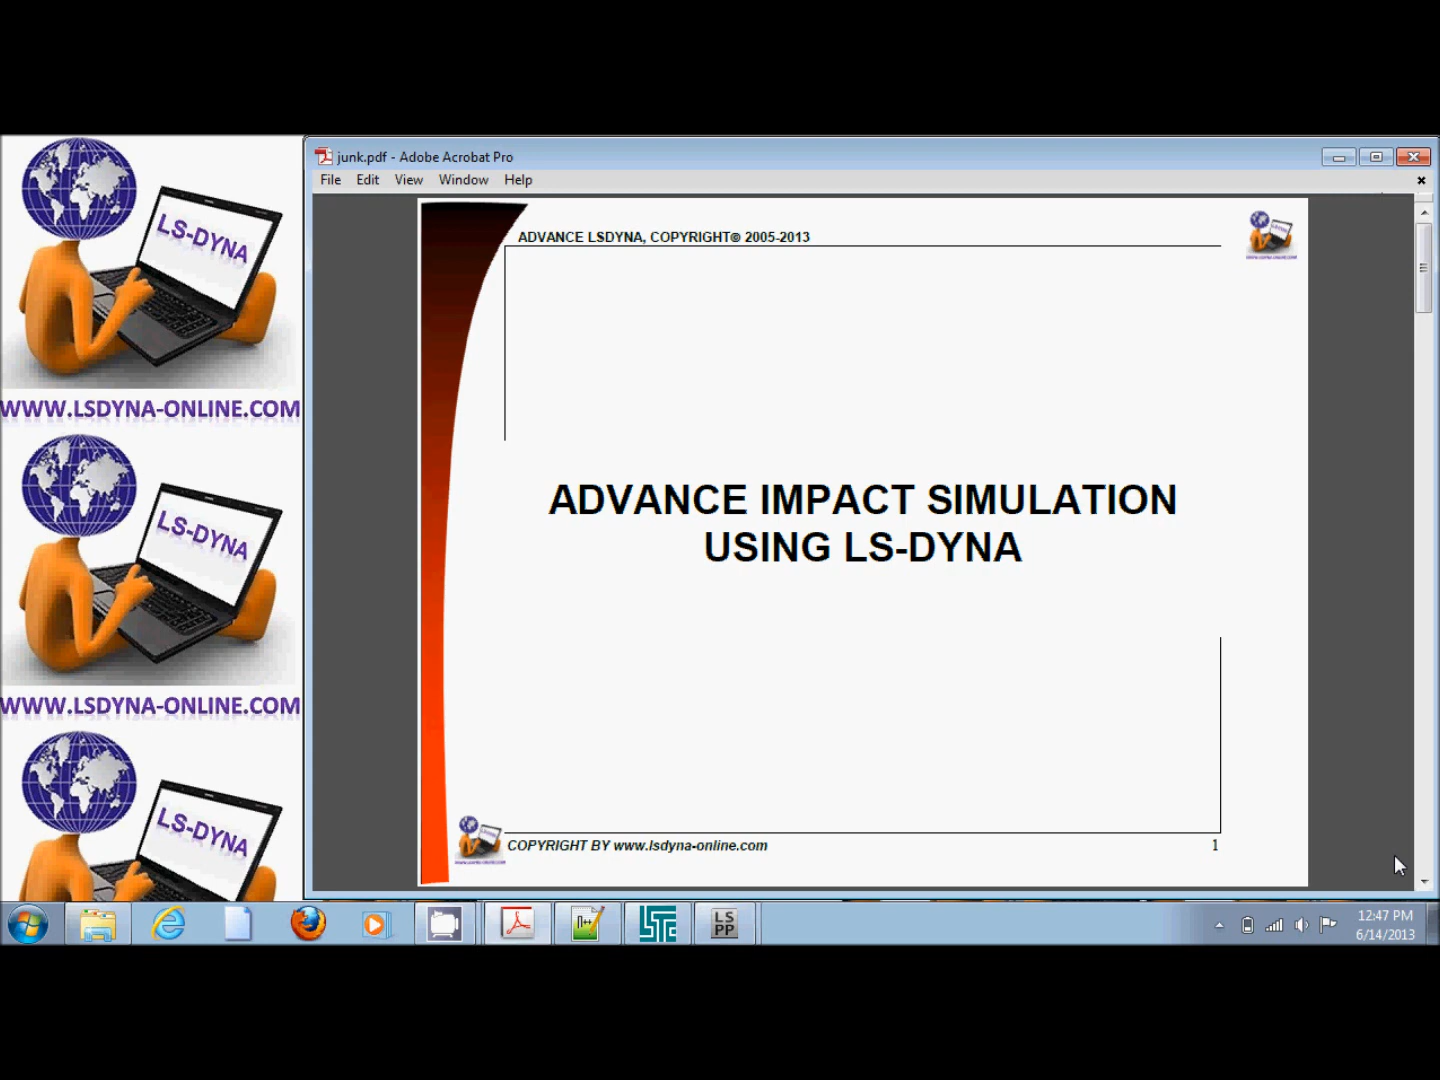 LS-DYNA
WWW.LSDYNA-ONLINE.COM
LS-DYNA
WWW.LSDYNA-ONLINE.COM
LS-DYNA
junk.pdf - Adobe Acrobat Pro
File Edit View Window Help
ADVANCE LSDYNA, COPYRIGHT© 2005-2013
ADVANCE IMPACT SIMULATION
USING LS-DYNA
COPYRIGHT BY www.lsdyna-online.com
1
LS
PP
12:47 PM
6/14/2013